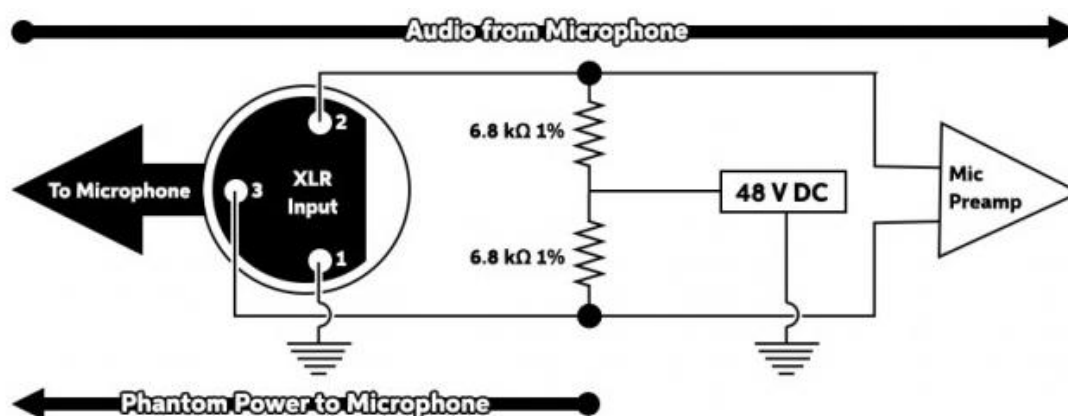 Audio from Microphone
2
6.8 kΩ 1%
To Microphone
3
XLR
Input
48 V DC
Mic
Preamp
1
6.8 kΩ 1%
Phantom Power to Microphone